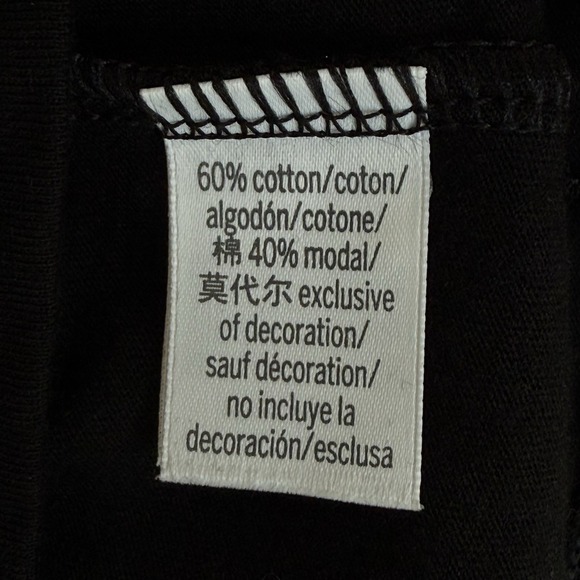 60% cotton/coton/
algodón/cotone/
棉 40% modal/
莫代尔 exclusive
of decoration/
sauf décoration/
no incluye la
decoración/esclusa